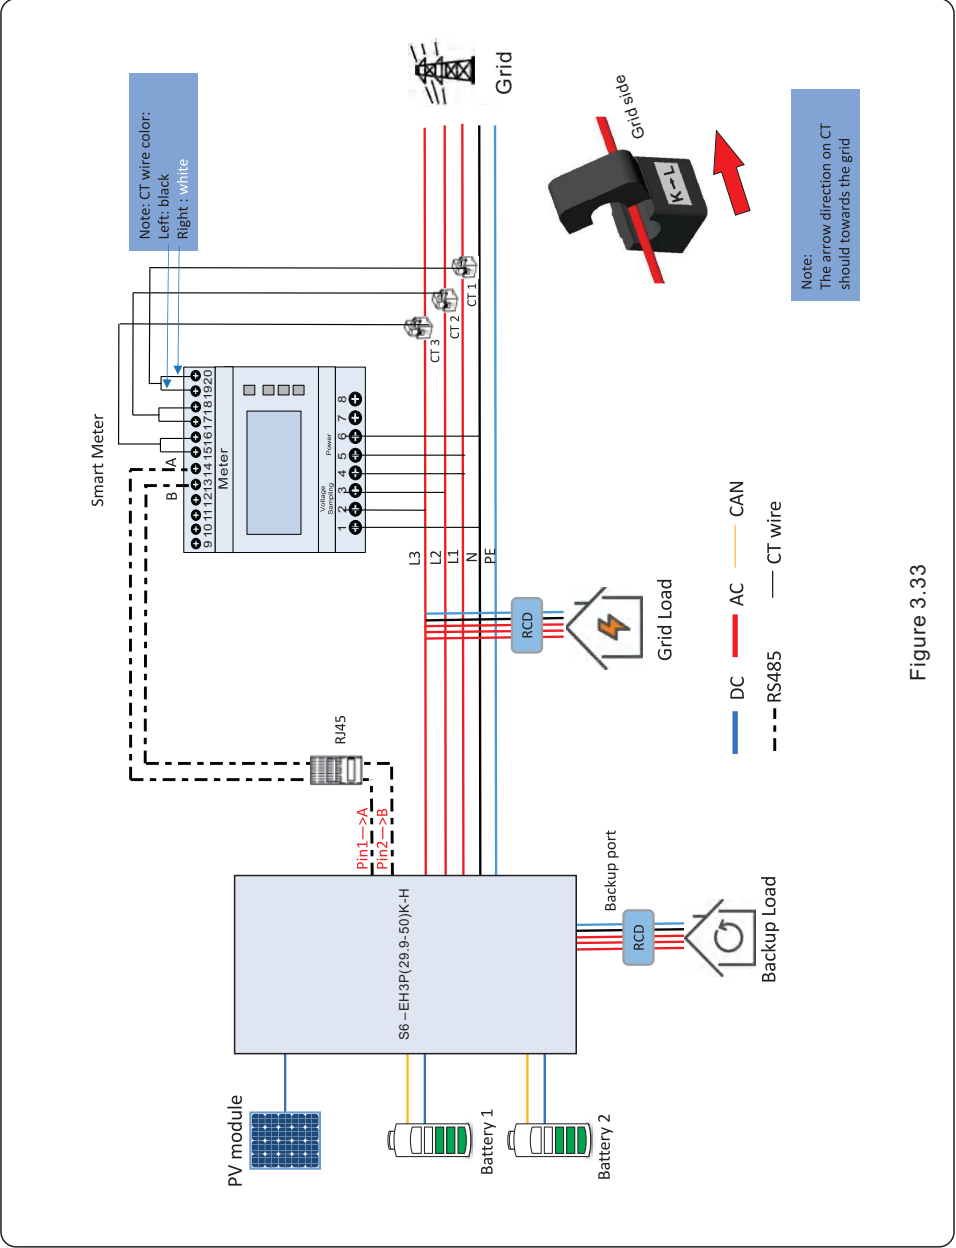 Smart Meter
Note: CT wire color:
Left: black
Right : white
B
A
9 10 11 12 13 14 15 16 17 18 19 20
Meter
Voltage
Sampling
Power
1 2 3 4 5 6 7 8
CT 3
CT 2
CT 1
Grid
L3
L2
L1
N
PE
RJ45
Pin1—>A
Pin2—>B
PV module
S6 –EH3P(29.9-50)K-H
Battery 1
Battery 2
Backup port
RCD
Backup Load
RCD
Grid Load
Grid side
K→L
Note:
The arrow direction on CT
should towards the grid
DC
AC
CAN
RS485
CT wire
Figure 3.33